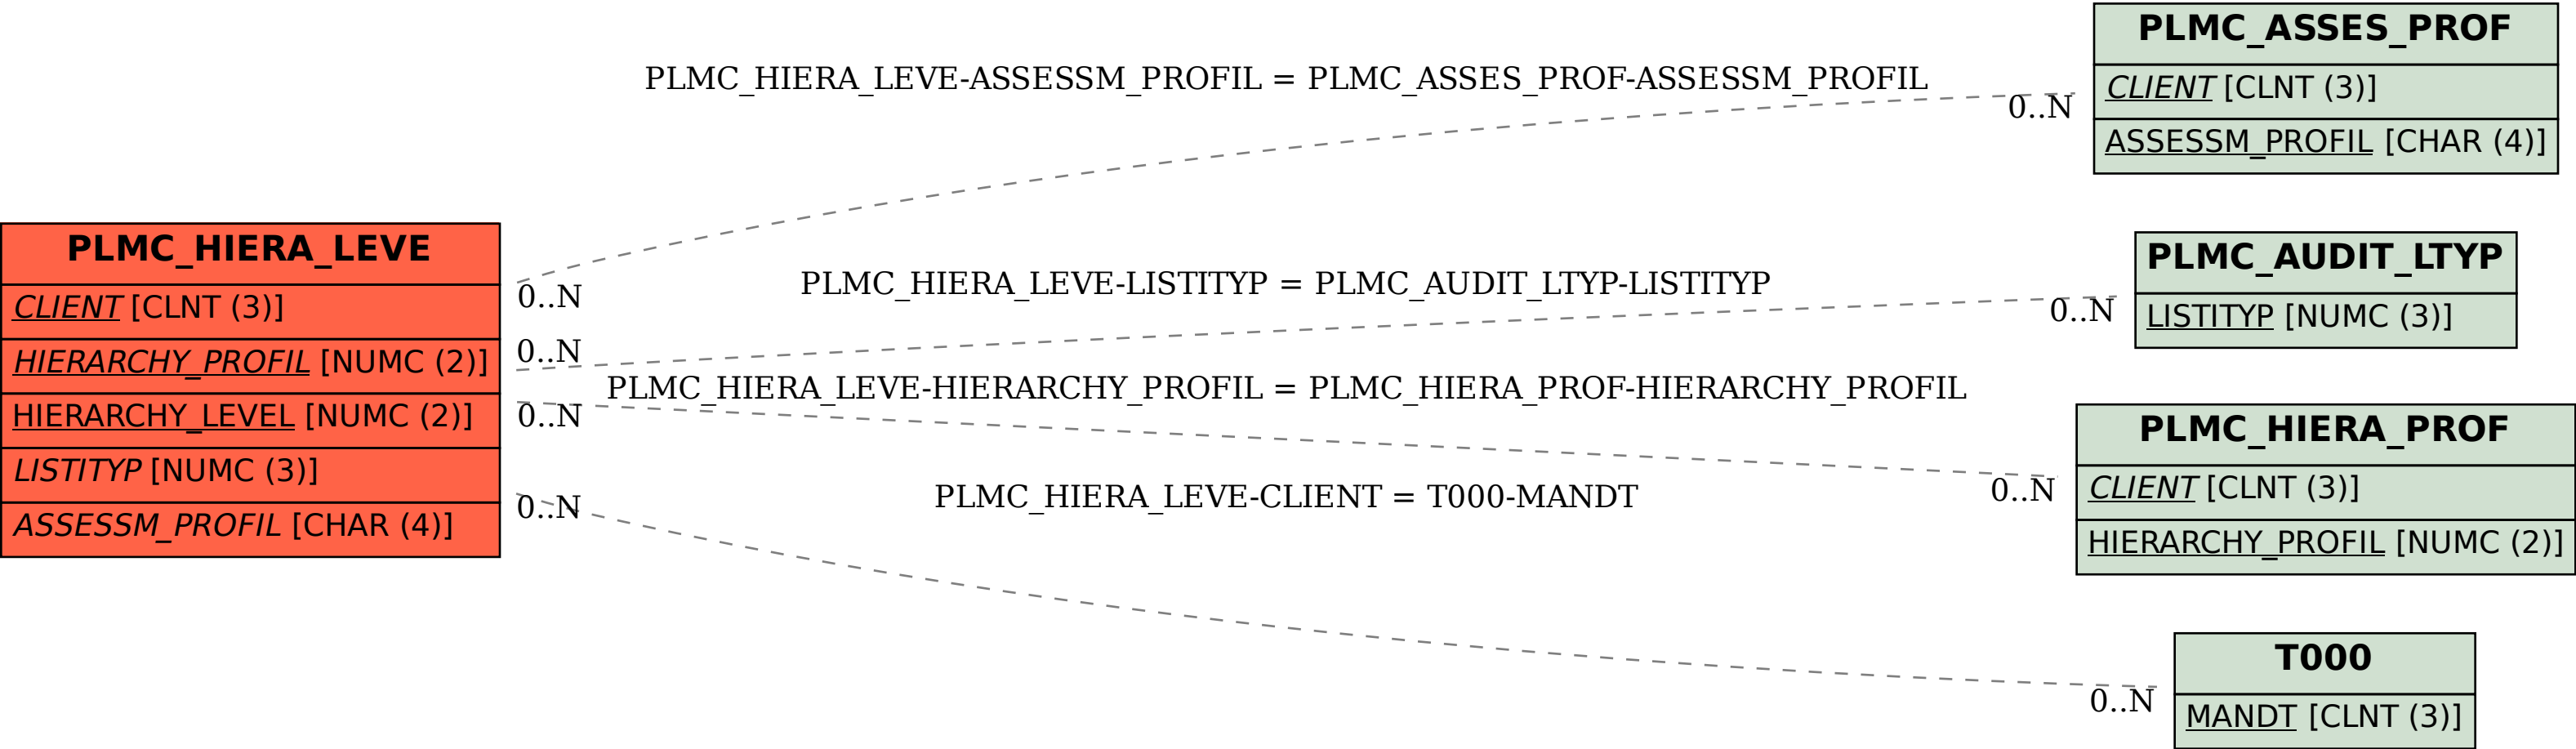 PLMC_HIERA_LEVE
CLIENT [CLNT (3)]
HIERARCHY_PROFIL [NUMC (2)]
HIERARCHY_LEVEL [NUMC (2)]
LISTITYP [NUMC (3)]
ASSESSM_PROFIL [CHAR (4)]
PLMC_HIERA_LEVE-ASSESSM_PROFIL = PLMC_ASSES_PROF-ASSESSM_PROFIL
0..N
0..N
PLMC_HIERA_LEVE-LISTITYP = PLMC_AUDIT_LTYP-LISTITYP
0..N
0..N
PLMC_HIERA_LEVE-HIERARCHY_PROFIL = PLMC_HIERA_PROF-HIERARCHY_PROFIL
0..N
0..N
PLMC_HIERA_LEVE-CLIENT = T000-MANDT
0..N
0..N
PLMC_ASSES_PROF
CLIENT [CLNT (3)]
ASSESSM_PROFIL [CHAR (4)]
PLMC_AUDIT_LTYP
LISTITYP [NUMC (3)]
PLMC_HIERA_PROF
CLIENT [CLNT (3)]
HIERARCHY_PROFIL [NUMC (2)]
T000
MANDT [CLNT (3)]